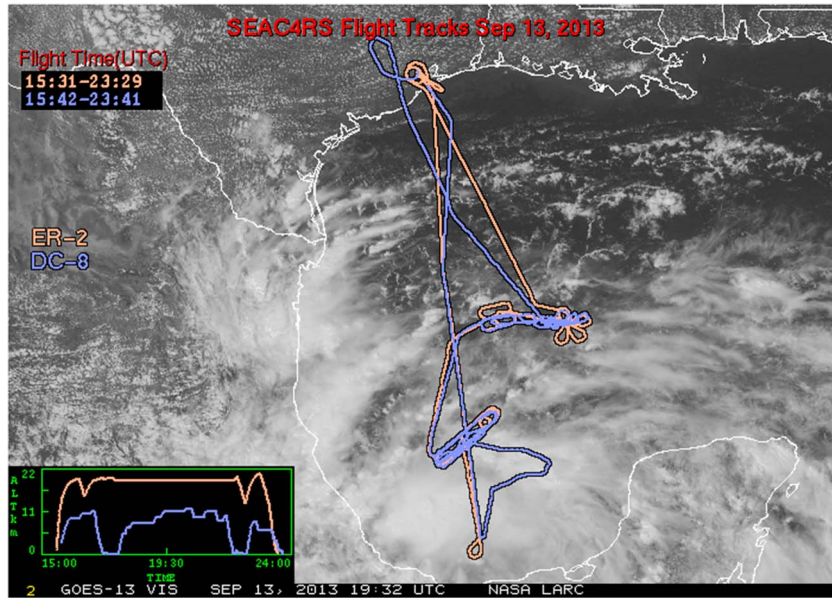 SEAC4RS Flight Tracks Sep 13, 2013
Flight Time(UTC)
15:31-23:29
15:42-23:41
ER-2
DC-8
22
11
0
ALT km
15:00 19:30 24:00
TIME
2 GOES-13 VIS SEP 13, 2013 19:32 UTC NASA LARC